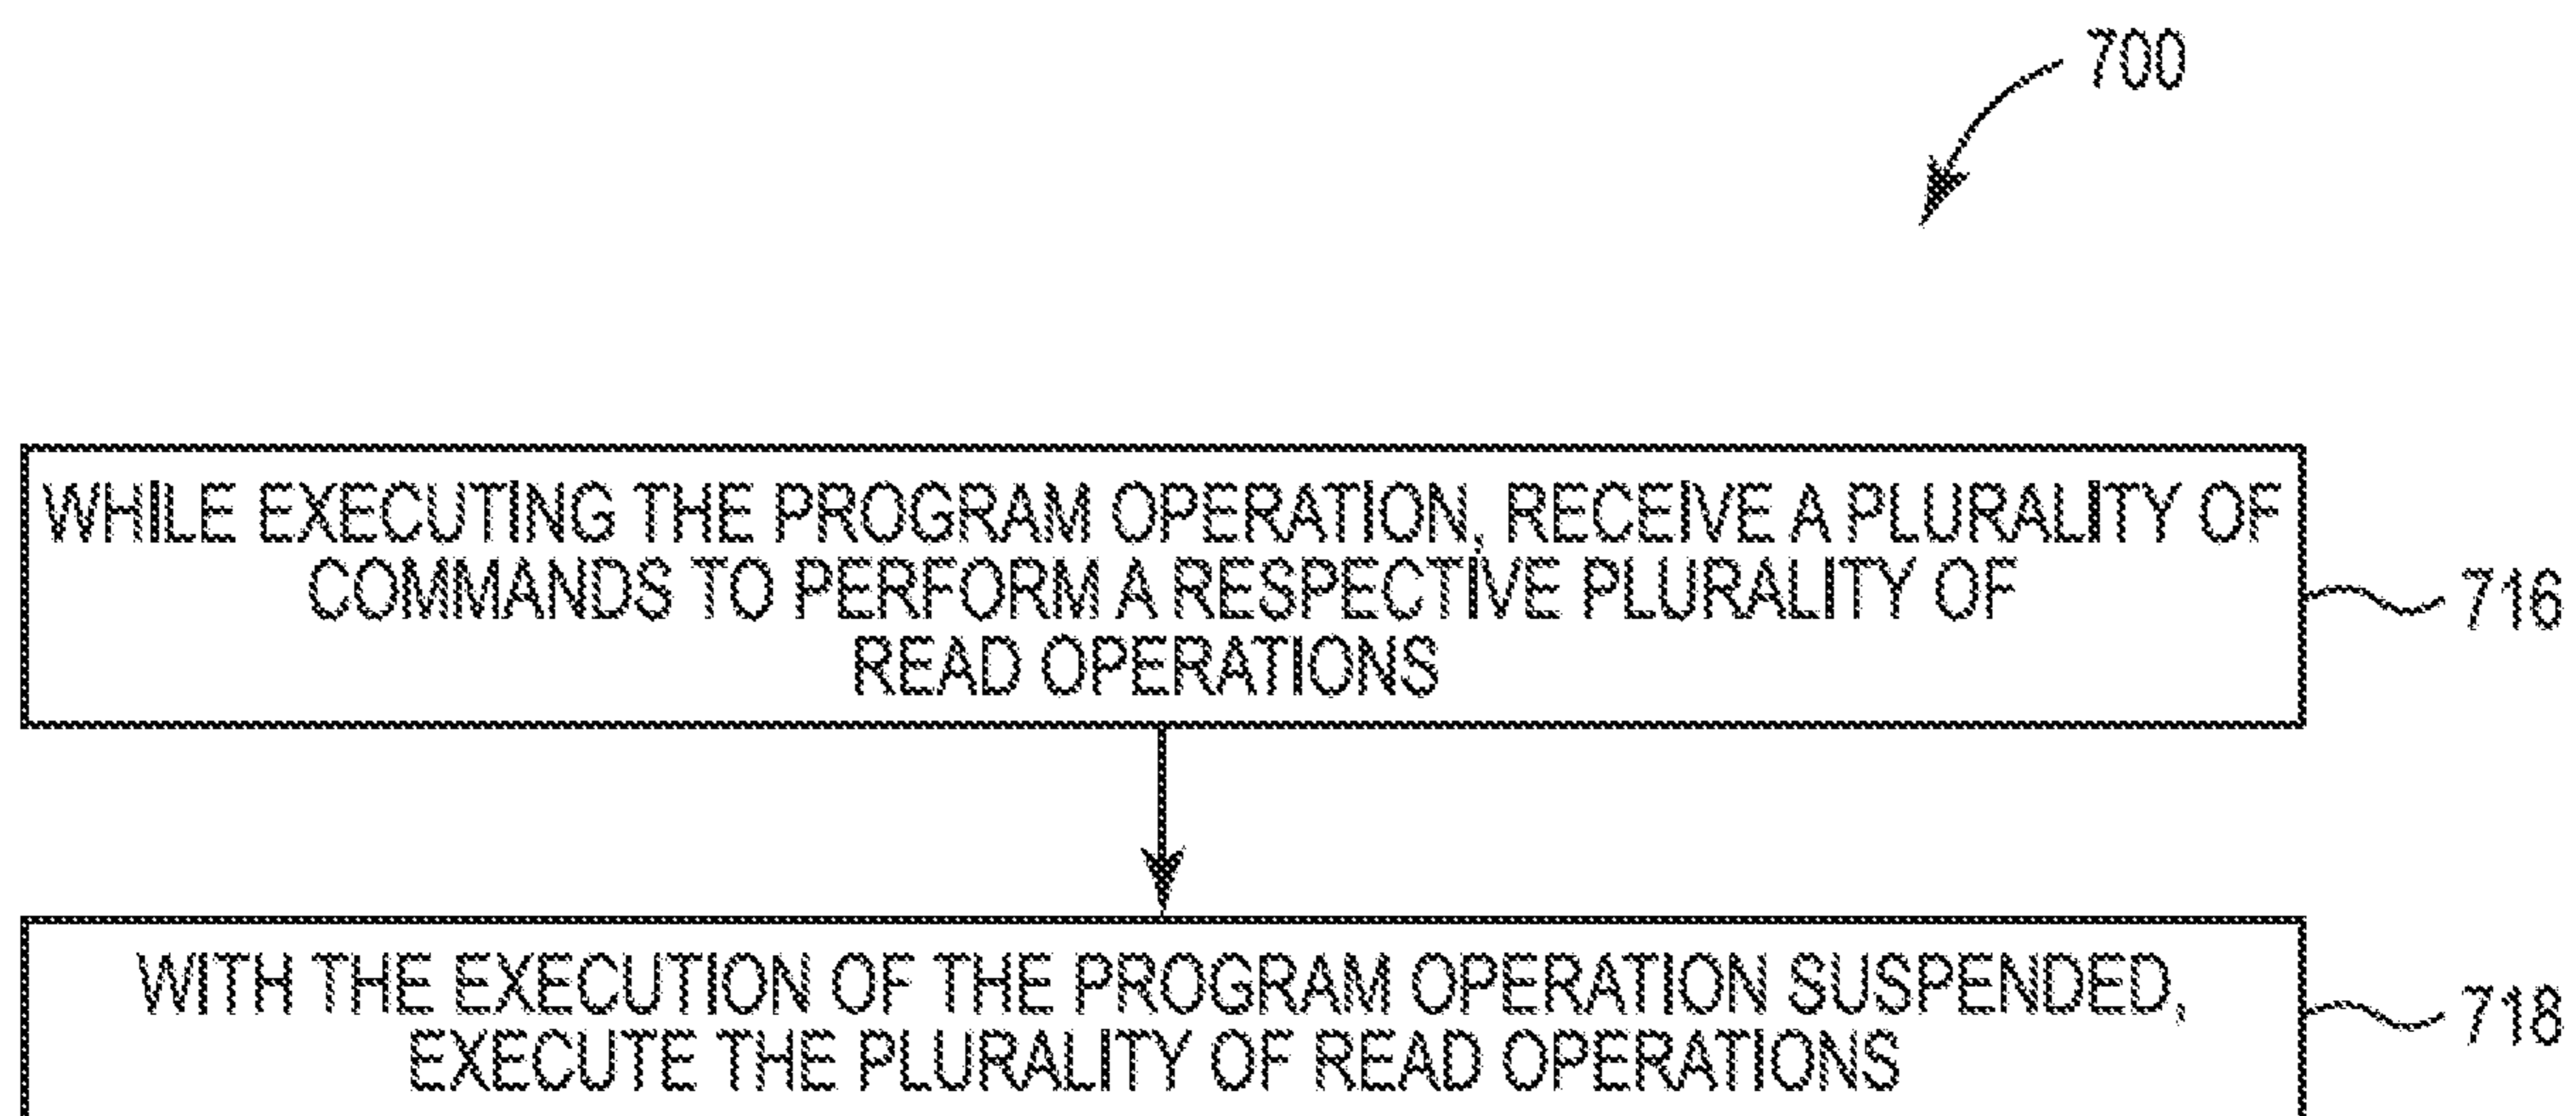 700
WHILE EXECUTING THE PROGRAM OPERATION, RECEIVE A PLURALITY OF
COMMANDS TO PERFORM A RESPECTIVE PLURALITY OF
READ OPERATIONS
716
WITH THE EXECUTION OF THE PROGRAM OPERATION SUSPENDED,
EXECUTE THE PLURALITY OF READ OPERATIONS
718